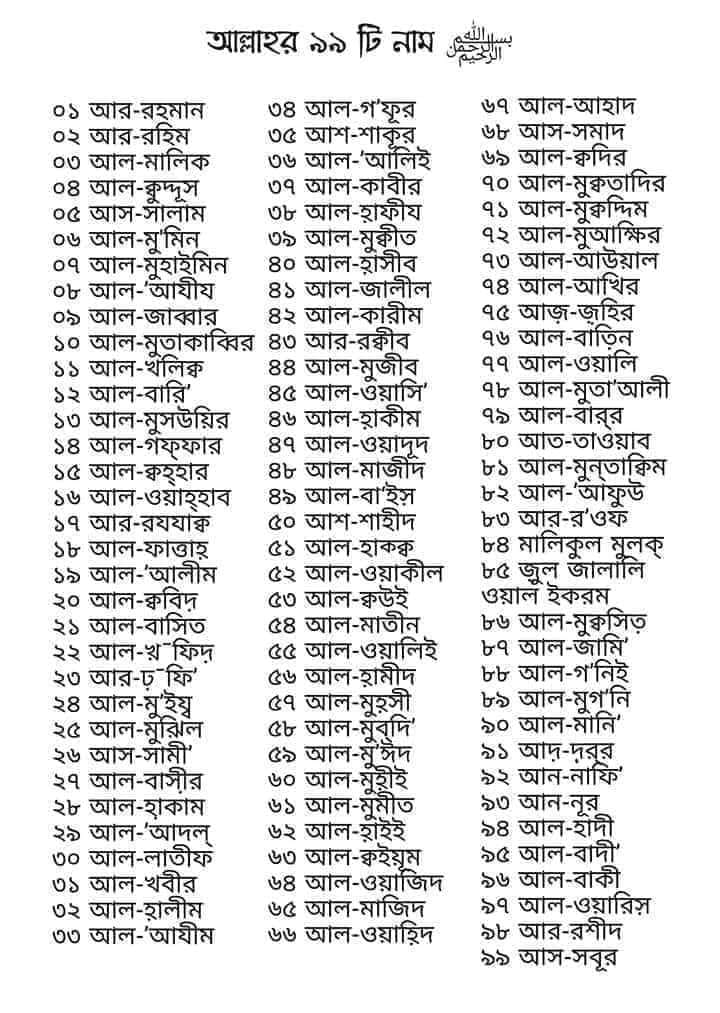 আল্লাহর ৯৯ টি নাম ﷽
০১ আর-রহমান
০২ আর-রহিম
০৩ আল-মালিক
০৪ আল-ক্বুদ্দূস
০৫ আস-সালাম
০৬ আল-মু'মিন
০৭ আল-মুহাইমিন
০৮ আল-'আযীয
০৯ আল-জাব্বার
১০ আল-মুতাকাব্বির
১১ আল-খলিক্ব
১২ আল-বারি'
১৩ আল-মুসউয়ির
১৪ আল-গফ্ফার
১৫ আল-ক্বহ্হার
১৬ আল-ওয়াহ্হাব
১৭ আর-রযযাক্ব
১৮ আল-ফাত্তাহ়
১৯ আল-'আলীম
২০ আল-ক্ববিদ়
২১ আল-বাসিত
২২ আল-খ়¯ফিদ়
২৩ আর-ঢ়¯ফি'
২৪ আল-মু'ইয্ব
২৫ আল-মুঝিল
২৬ আস-সামী'
২৭ আল-বাস়ীর
২৮ আল-হ়াকাম
২৯ আল-'আদল্
৩০ আল-লাতীফ
৩১ আল-খবীর
৩২ আল-হ়ালীম
৩৩ আল-'আযীম
৩৪ আল-গ'ফূর
৩৫ আশ-শাকূর
৩৬ আল-'আলিই
৩৭ আল-কাবীর
৩৮ আল-হ়াফীয
৩৯ আল-মুক্বীত
৪০ আল-হ়াসীব
৪১ আল-জালীল
৪২ আল-কারীম
৪৩ আর-রক্বীব
৪৪ আল-মুজীব
৪৫ আল-ওয়াসি'
৪৬ আল-হ়াকীম
৪৭ আল-ওয়াদূদ
৪৮ আল-মাজীদ
৪৯ আল-বা'ইস়
৫০ আশ-শাহীদ
৫১ আল-হাক্ক্ব
৫২ আল-ওয়াকীল
৫৩ আল-ক্বউই
৫৪ আল-মাতীন
৫৫ আল-ওয়ালিই
৫৬ আল-হ়ামীদ
৫৭ আল-মুহ়সী
৫৮ আল-মুব্দি'
৫৯ আল-মু'ঈদ
৬০ আল-মুহ়ীই
৬১ আল-মুমীত
৬২ আল-হ়াইই
৬৩ আল-ক্বইয়ূম
৬৪ আল-ওয়াজিদ
৬৫ আল-মাজিদ
৬৬ আল-ওয়াহ়িদ
৬৭ আল-আহাদ
৬৮ আস-সমাদ
৬৯ আল-ক্বদির
৭০ আল-মুক্বতাদির
৭১ আল-মুক্বদ্দিম
৭২ আল-মুআক্ষির
৭৩ আল-আউয়াল
৭৪ আল-আখির
৭৫ আজ়-জ়হির
৭৬ আল-বাত়িন
৭৭ আল-ওয়ালি
৭৮ আল-মুতা'আলী
৭৯ আল-বার্র
৮০ আত-তাওয়াব
৮১ আল-মুন্তাক্বিম
৮২ আল-'আফুউ
৮৩ আর-র'ওফ
৮৪ মালিকুল মুলক্
৮৫ জুল জালালি
ওয়াল ইকরম
৮৬ আল-মুক্বসিত়
৮৭ আল-জামি'
৮৮ আল-গ'নিই
৮৯ আল-মুগ'নি
৯০ আল-মানি'
৯১ আদ়-দ়র্র
৯২ আন-নাফি'
৯৩ আন-নূর
৯৪ আল-হাদী
৯৫ আল-বাদী'
৯৬ আল-বাকী
৯৭ আল-ওয়ারিস়
৯৮ আর-রশীদ
৯৯ আস-সবূর